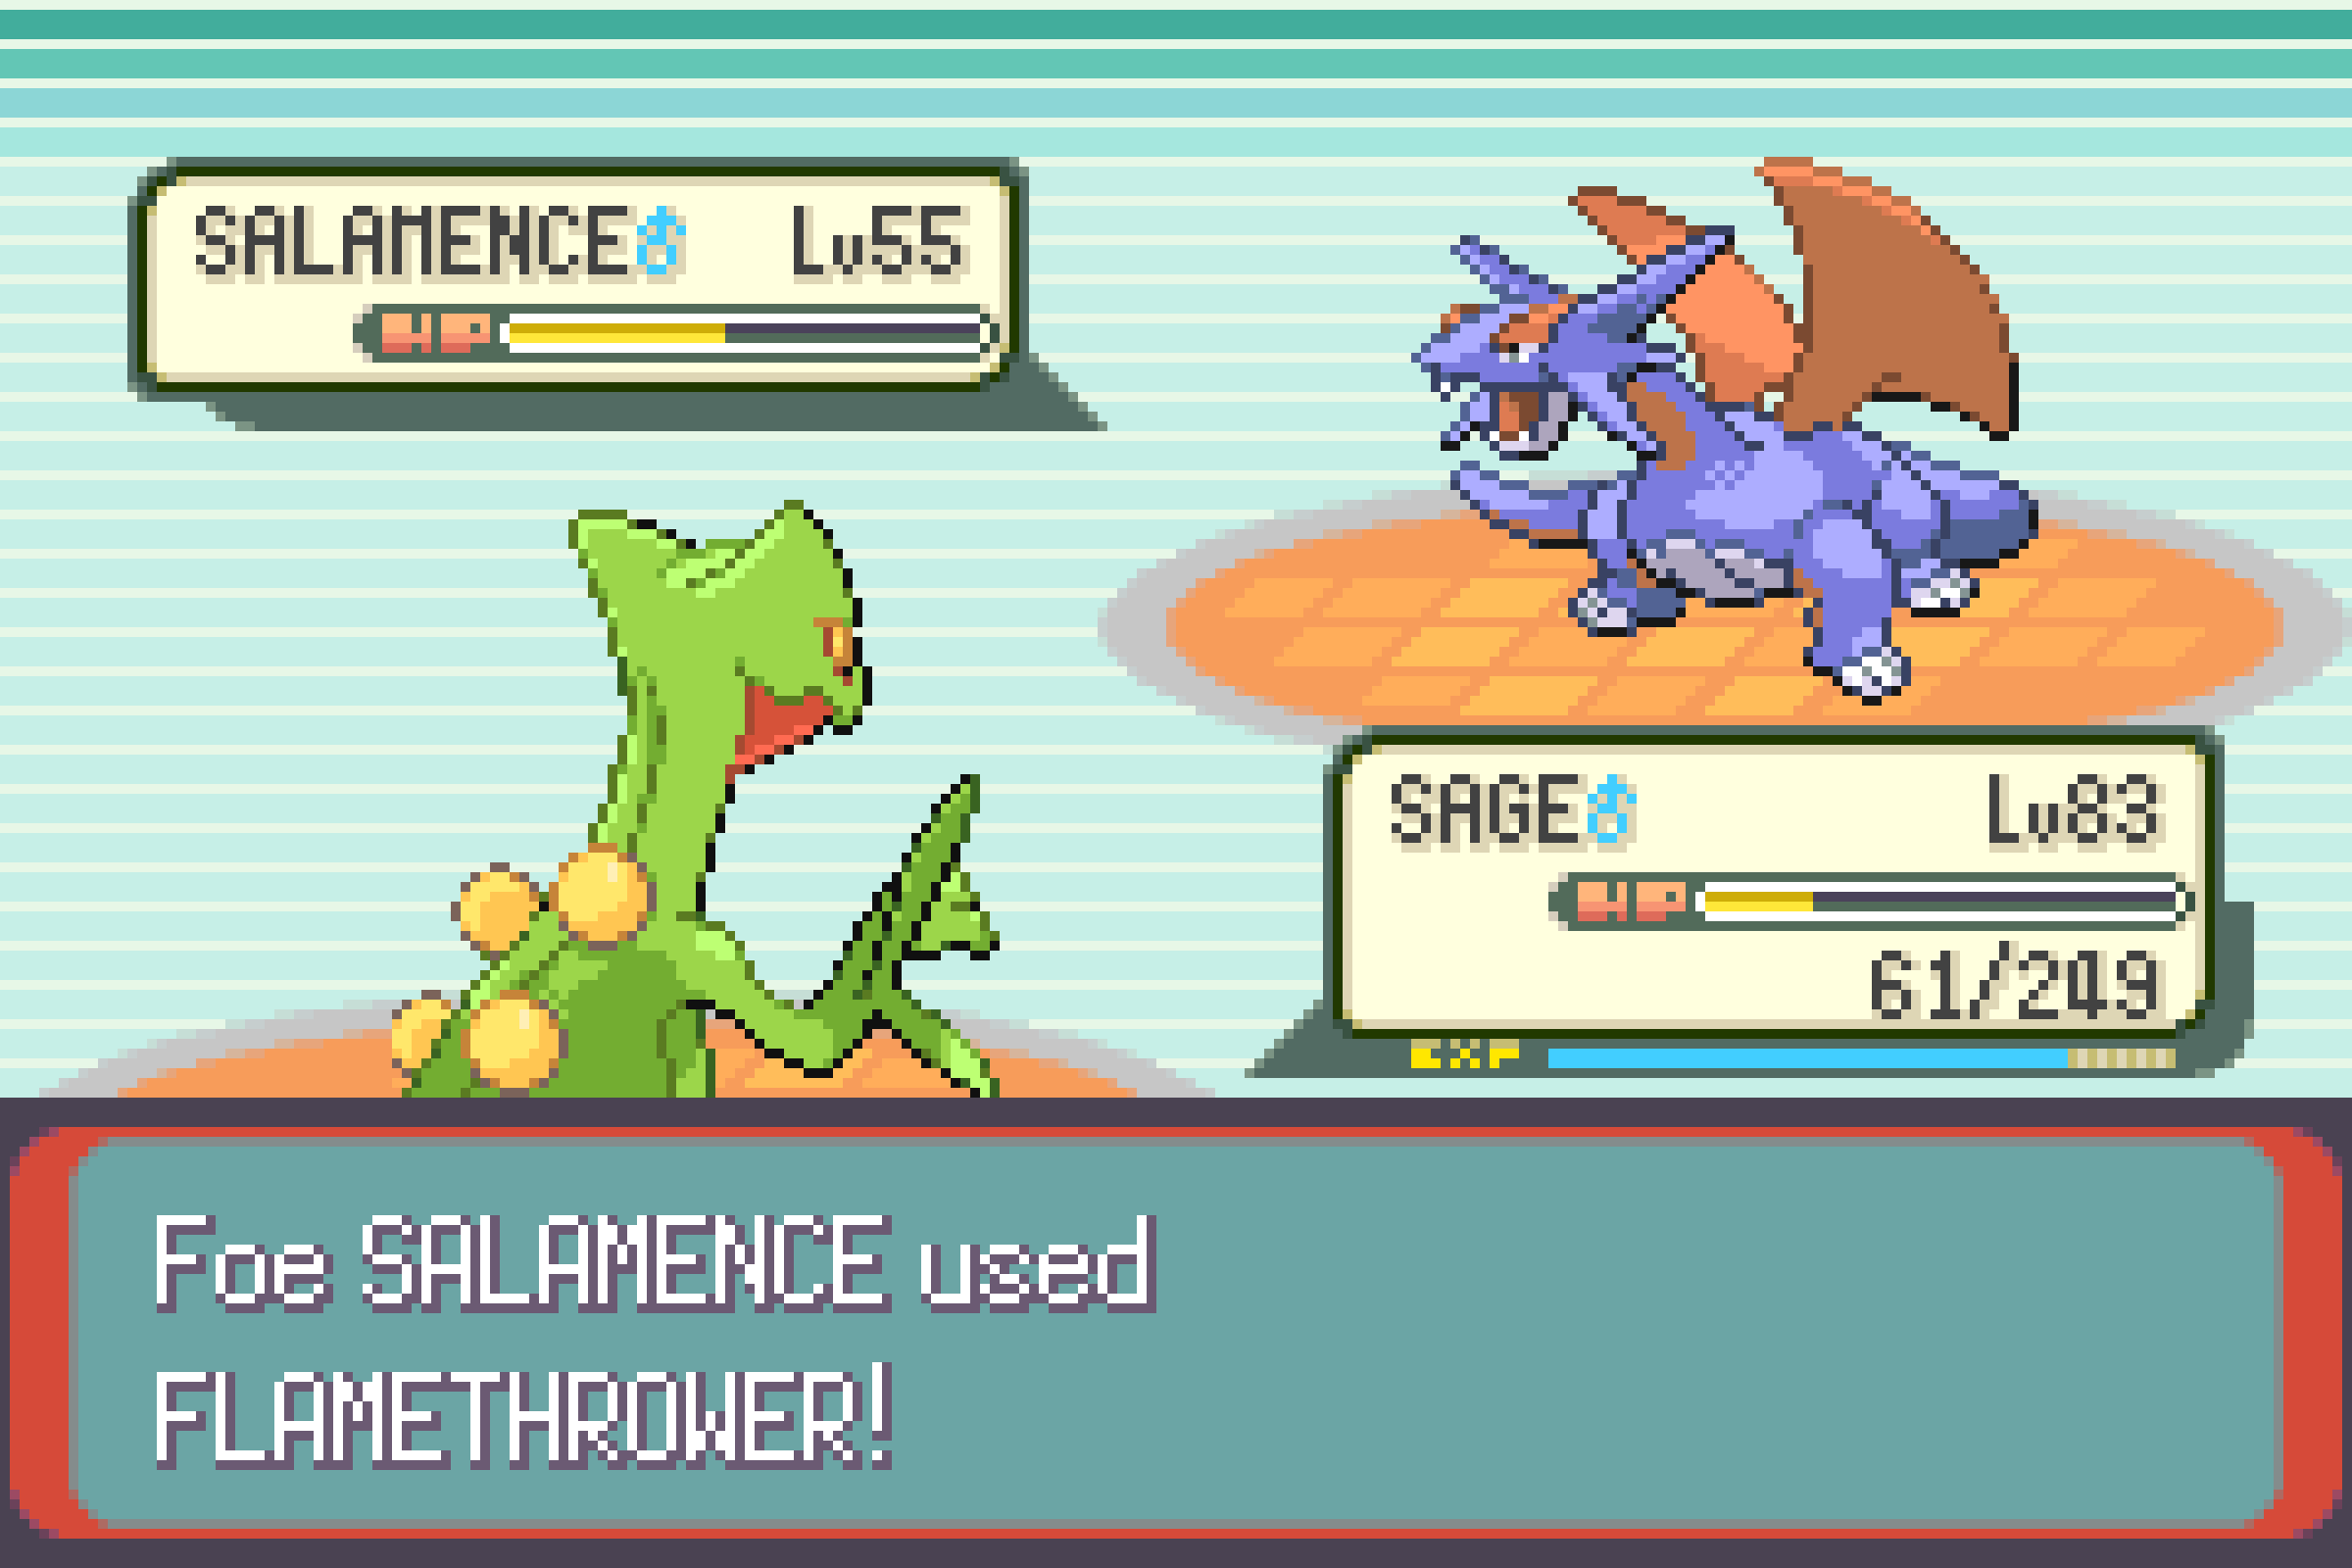 SALAMENCE♂ Lv55
HP
SAGE♂ Lv83
HP
61/249
EXP
Foe SALAMENCE used
FLAMETHROWER!